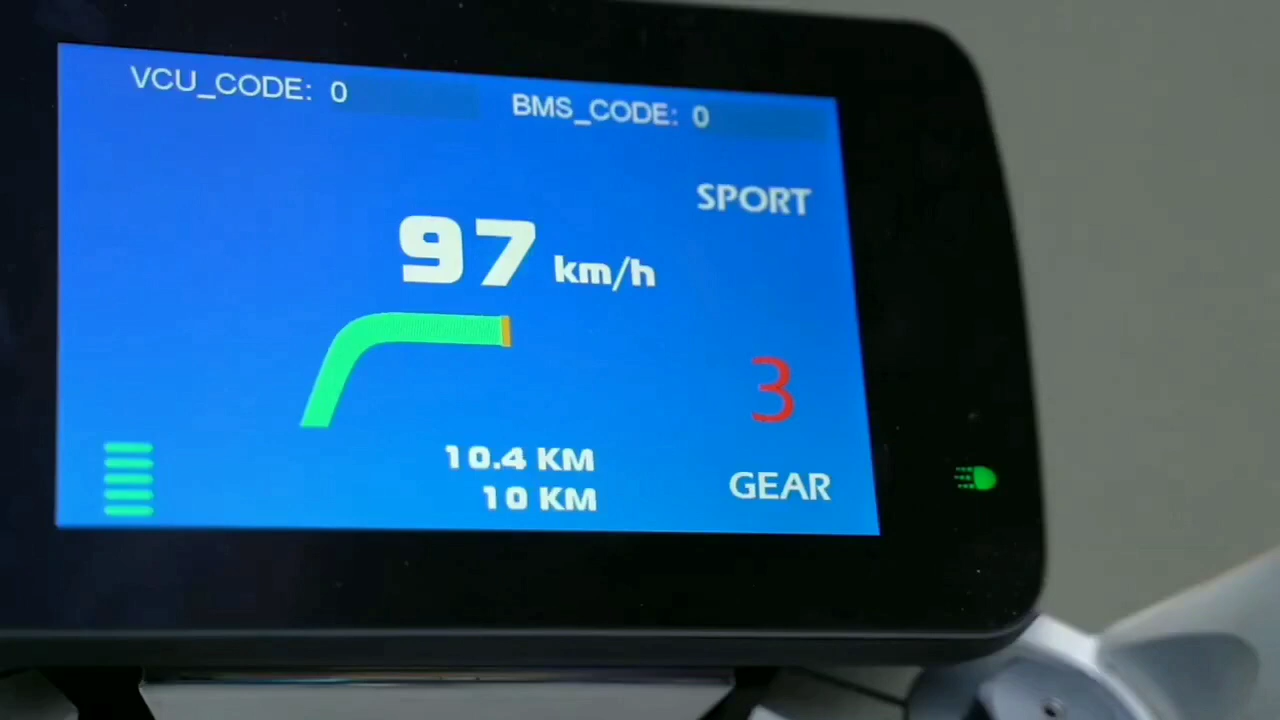 VCU_CODE: 0
BMS_CODE: 0
SPORT
97 km/h
3
10.4 KM
10 KM
GEAR